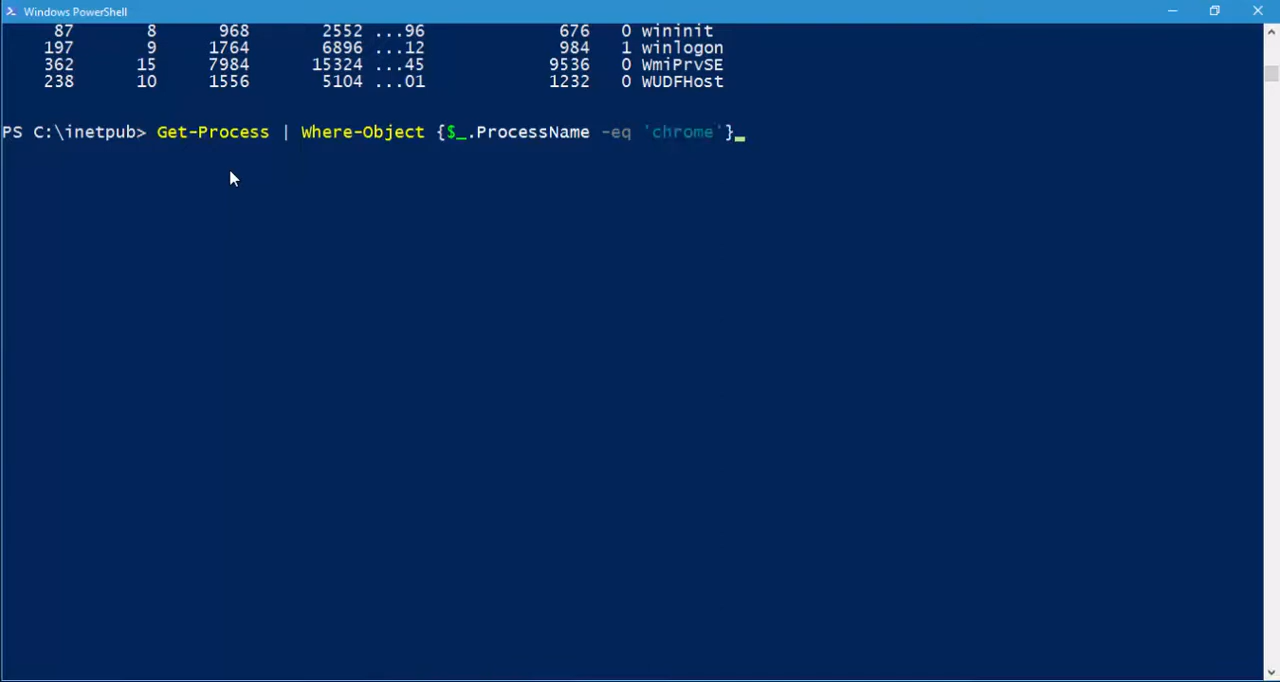 Windows PowerShell
87 8 968 2552 ...96 676 0 wininit
197 9 1764 6896 ...12 984 1 winlogon
362 15 7984 15324 ...45 9536 0 WmiPrvSE
238 10 1556 5104 ...01 1232 0 WUDFHost
PS C:\inetpub> Get-Process | Where-Object {$_.ProcessName -eq 'chrome'}